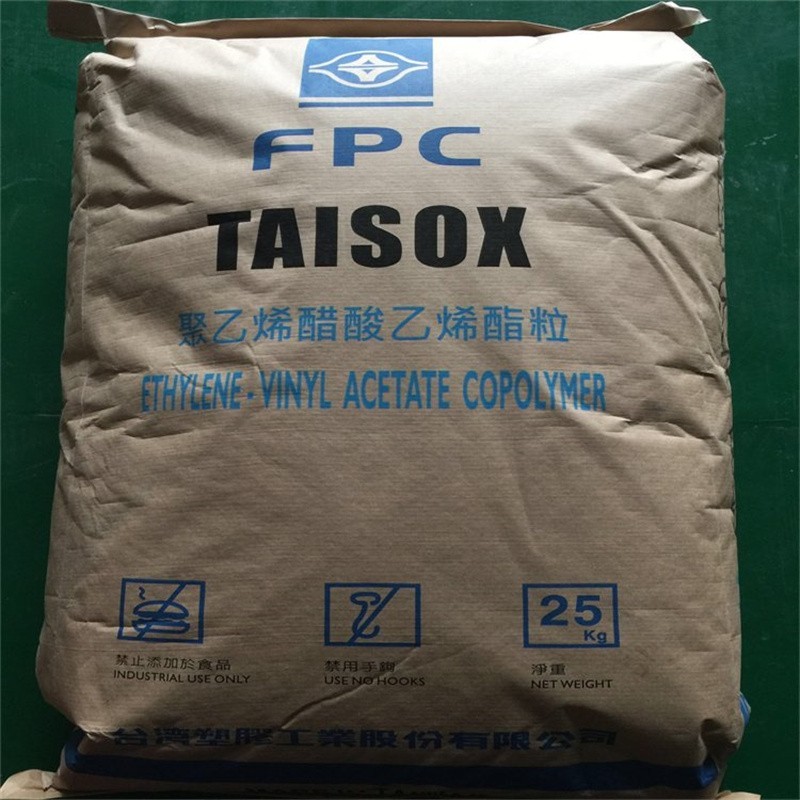 FPC
TAISOX
聚乙烯醋酸乙烯酯粒
ETHYLENE - VINYL ACETATE COPOLYMER
禁止添加於食品
INDUSTRIAL USE ONLY
禁用手鉤
USE NO HOOKS
25
Kg
淨重
NET WEIGHT
台湾塑膠工業股份有限公司